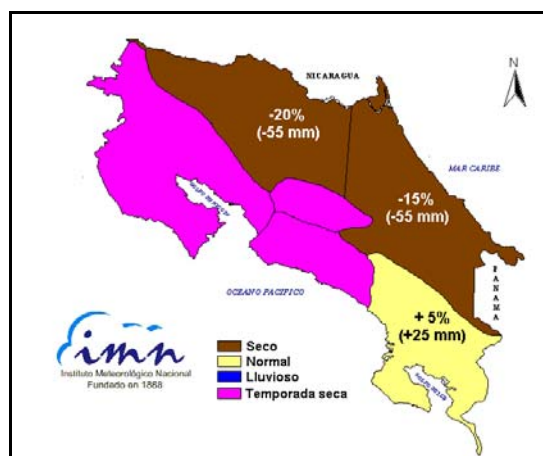 N
NICARAGUA
-20%
(-55 mm)
MAR CARIBE
-15%
(-55 mm)
OCEANO PACIFICO
PANAMA
+ 5%
(+25 mm)
imn
Instituto Meteorológico Nacional
Fundado en 1888
Seco
Normal
Lluvioso
Temporada seca